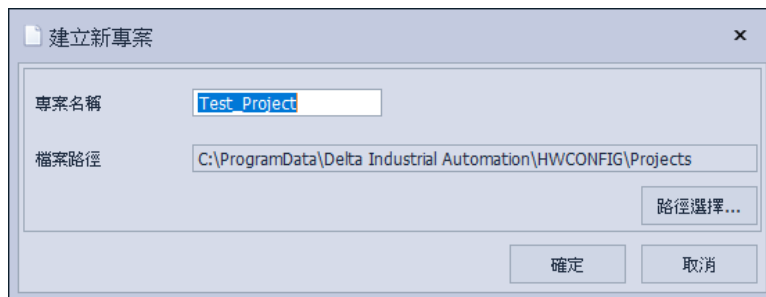 建立新專案
專案名稱 Test_Project
檔案路徑 C:\ProgramData\Delta Industrial Automation\HWCONFIG\Projects
路徑選擇...
確定 取消